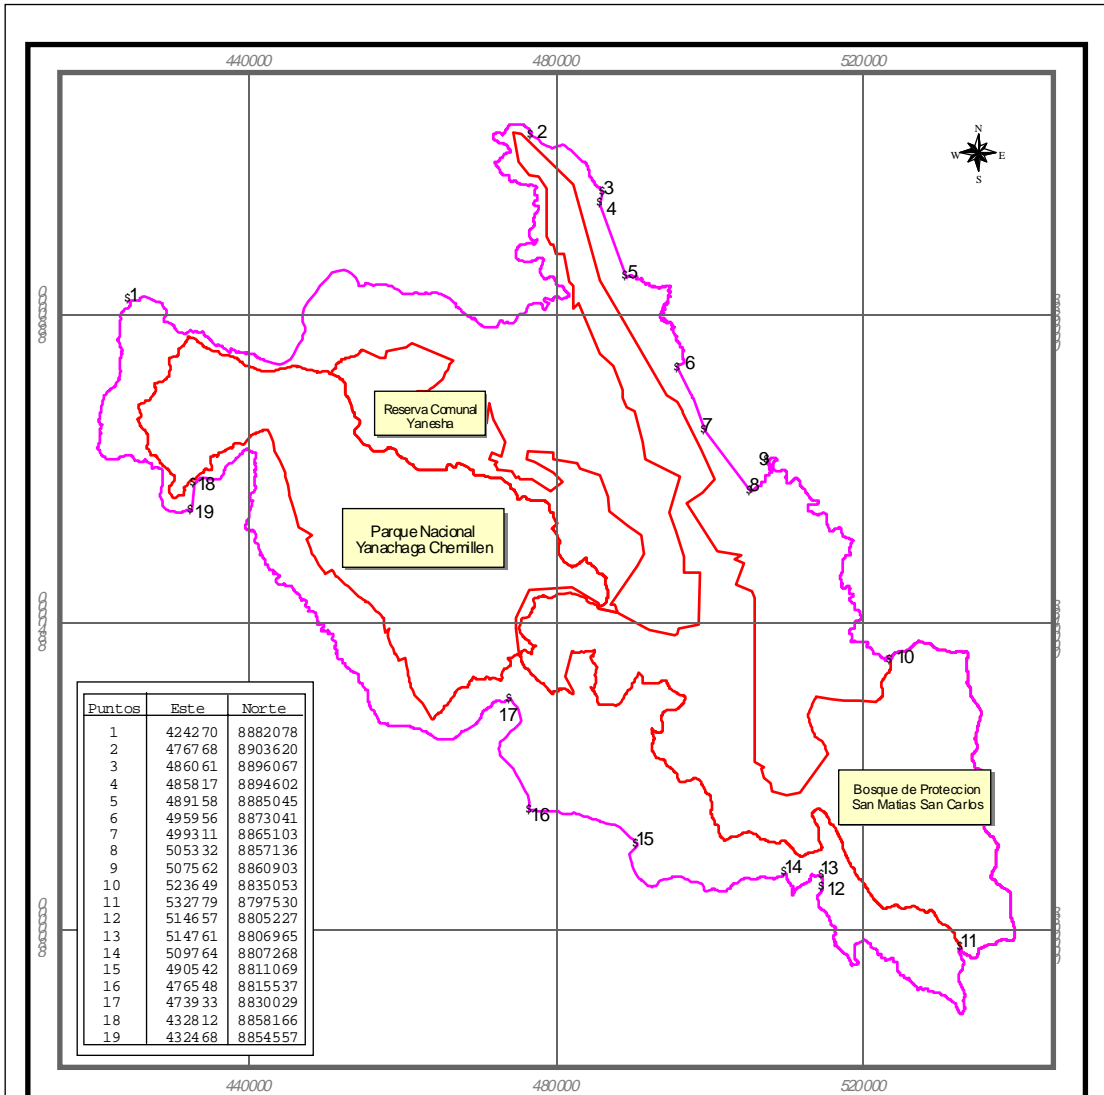 440000 480000 520000
N
W E
S
2
3
4
5
1
6
7
8
9
Reserva Comunal
Yanesha
18
19
Parque Nacional
Yanachaga Chemillen
10
17
16
15
14
13
12
11
Bosque de Proteccion
San Matias San Carlos
Puntos Este Norte
1 424270 8882078
2 476768 8903620
3 486061 8896067
4 485817 8894602
5 489158 8885045
6 495956 8873041
7 499311 8865103
8 505332 8857136
9 507562 8860903
10 523649 8835053
11 532779 8797530
12 514657 8805227
13 514761 8806965
14 509764 8807268
15 490542 8811069
16 476548 8815537
17 473933 8830029
18 432812 8858166
19 432468 8854557
440000 480000 520000